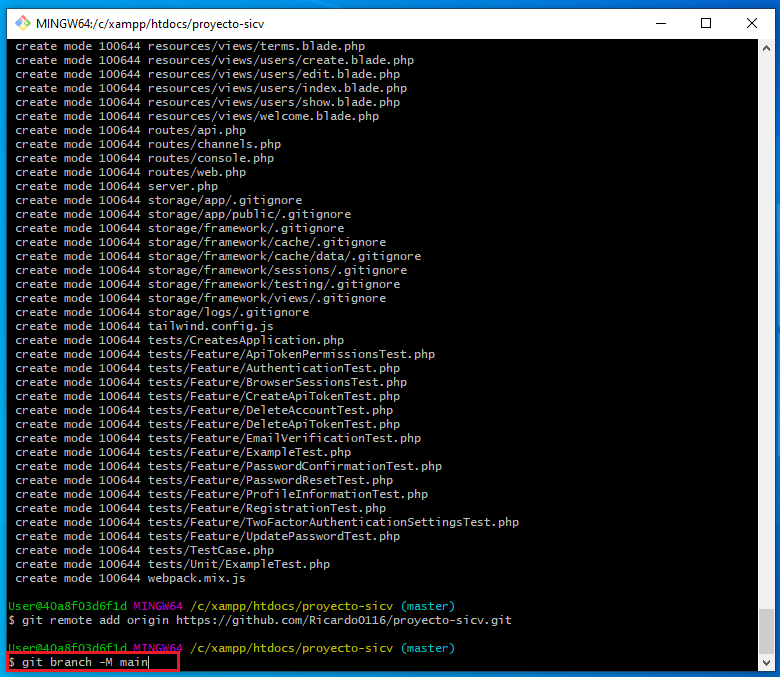 MINGW64:/c/xampp/htdocs/proyecto-sicv
create mode 100644 resources/views/terms.blade.php
create mode 100644 resources/views/users/create.blade.php
create mode 100644 resources/views/users/edit.blade.php
create mode 100644 resources/views/users/index.blade.php
create mode 100644 resources/views/users/show.blade.php
create mode 100644 resources/views/welcome.blade.php
create mode 100644 routes/api.php
create mode 100644 routes/channels.php
create mode 100644 routes/console.php
create mode 100644 routes/web.php
create mode 100644 server.php
create mode 100644 storage/app/.gitignore
create mode 100644 storage/app/public/.gitignore
create mode 100644 storage/framework/.gitignore
create mode 100644 storage/framework/cache/.gitignore
create mode 100644 storage/framework/cache/data/.gitignore
create mode 100644 storage/framework/sessions/.gitignore
create mode 100644 storage/framework/testing/.gitignore
create mode 100644 storage/framework/views/.gitignore
create mode 100644 storage/logs/.gitignore
create mode 100644 tailwind.config.js
create mode 100644 tests/CreatesApplication.php
create mode 100644 tests/Feature/ApiTokenPermissionsTest.php
create mode 100644 tests/Feature/AuthenticationTest.php
create mode 100644 tests/Feature/BrowserSessionsTest.php
create mode 100644 tests/Feature/CreateApiTokenTest.php
create mode 100644 tests/Feature/DeleteAccountTest.php
create mode 100644 tests/Feature/DeleteApiTokenTest.php
create mode 100644 tests/Feature/EmailVerificationTest.php
create mode 100644 tests/Feature/ExampleTest.php
create mode 100644 tests/Feature/PasswordConfirmationTest.php
create mode 100644 tests/Feature/PasswordResetTest.php
create mode 100644 tests/Feature/ProfileInformationTest.php
create mode 100644 tests/Feature/RegistrationTest.php
create mode 100644 tests/Feature/TwoFactorAuthenticationSettingsTest.php
create mode 100644 tests/Feature/UpdatePasswordTest.php
create mode 100644 tests/TestCase.php
create mode 100644 tests/Unit/ExampleTest.php
create mode 100644 webpack.mix.js
User@40a8f03d6f1d MINGW64 /c/xampp/htdocs/proyecto-sicv (master)
$ git remote add origin https://github.com/Ricardo0116/proyecto-sicv.git
User@40a8f03d6f1d MINGW64 /c/xampp/htdocs/proyecto-sicv (master)
$ git branch -M main